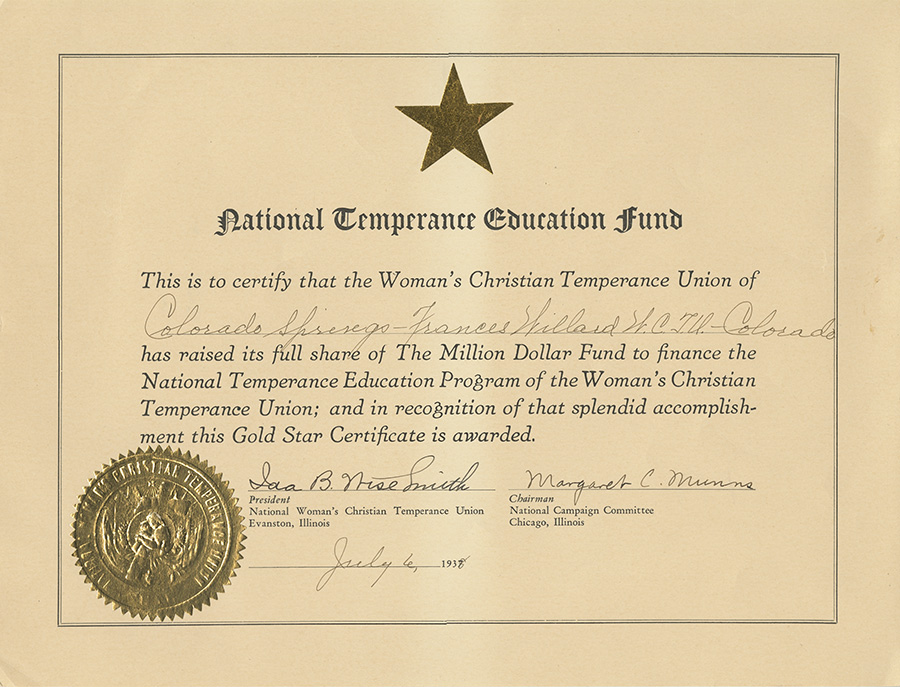 National Temperance Education Fund
This is to certify that the Woman's Christian Temperance Union of
Colorado Springs - Frances Willard W.C.T.U. - Colorado
has raised its full share of The Million Dollar Fund to finance the
National Temperance Education Program of the Woman's Christian
Temperance Union; and in recognition of that splendid accomplish-
ment this Gold Star Certificate is awarded.
Ida B. Wise Smith
President
National Woman's Christian Temperance Union
Evanston, Illinois
Margaret C. Munns
Chairman
National Campaign Committee
Chicago, Illinois
July 6, 1938
CHRISTIAN TEMPERANCE UNION